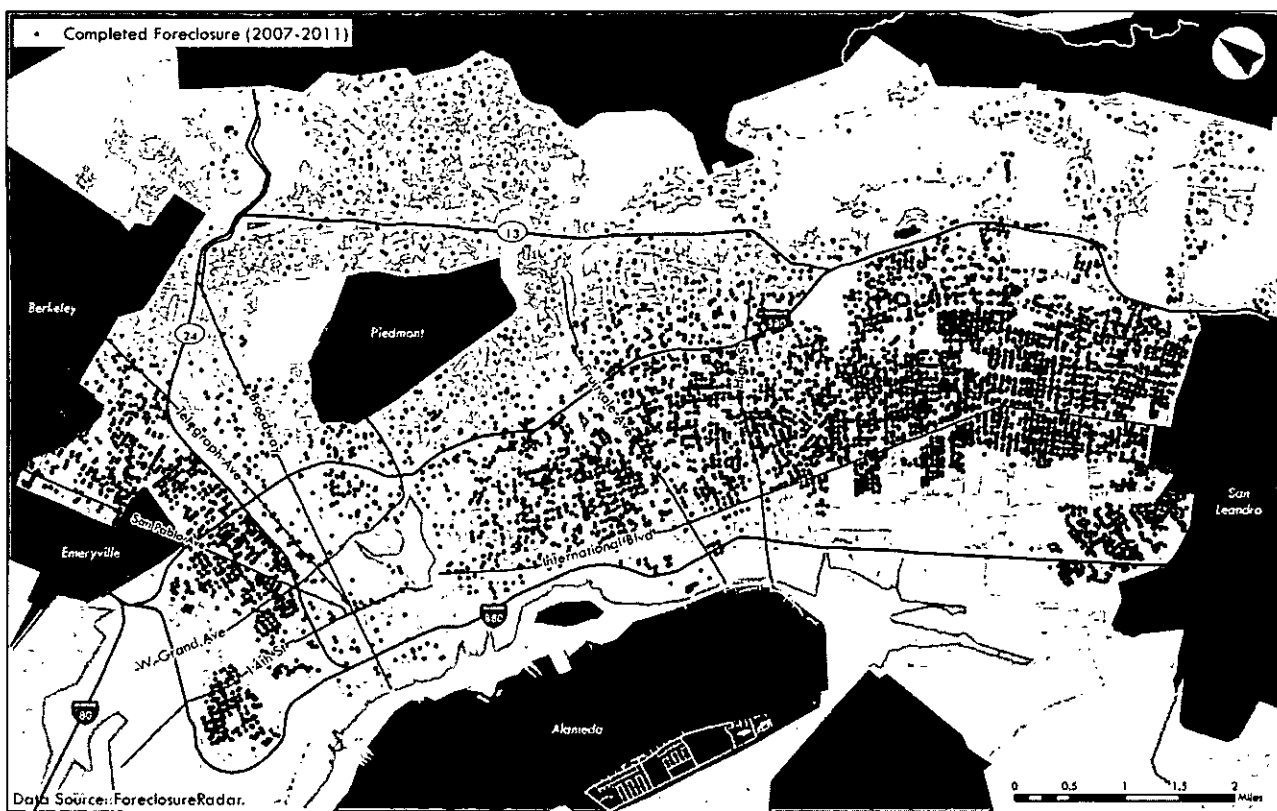 Completed Foreclosure (2007-2011)
13
Berkeley
24
Piedmont
Broadway
Telegraph Ave
Fruitvale Ave
High
San Pablo
San
Leandro
Emeryville
International Blvd
880
W. Grand Ave
14th St
80
Alameda
0 0.5 1 1.5 2
Miles
Data Source: ForeclosureRadar.